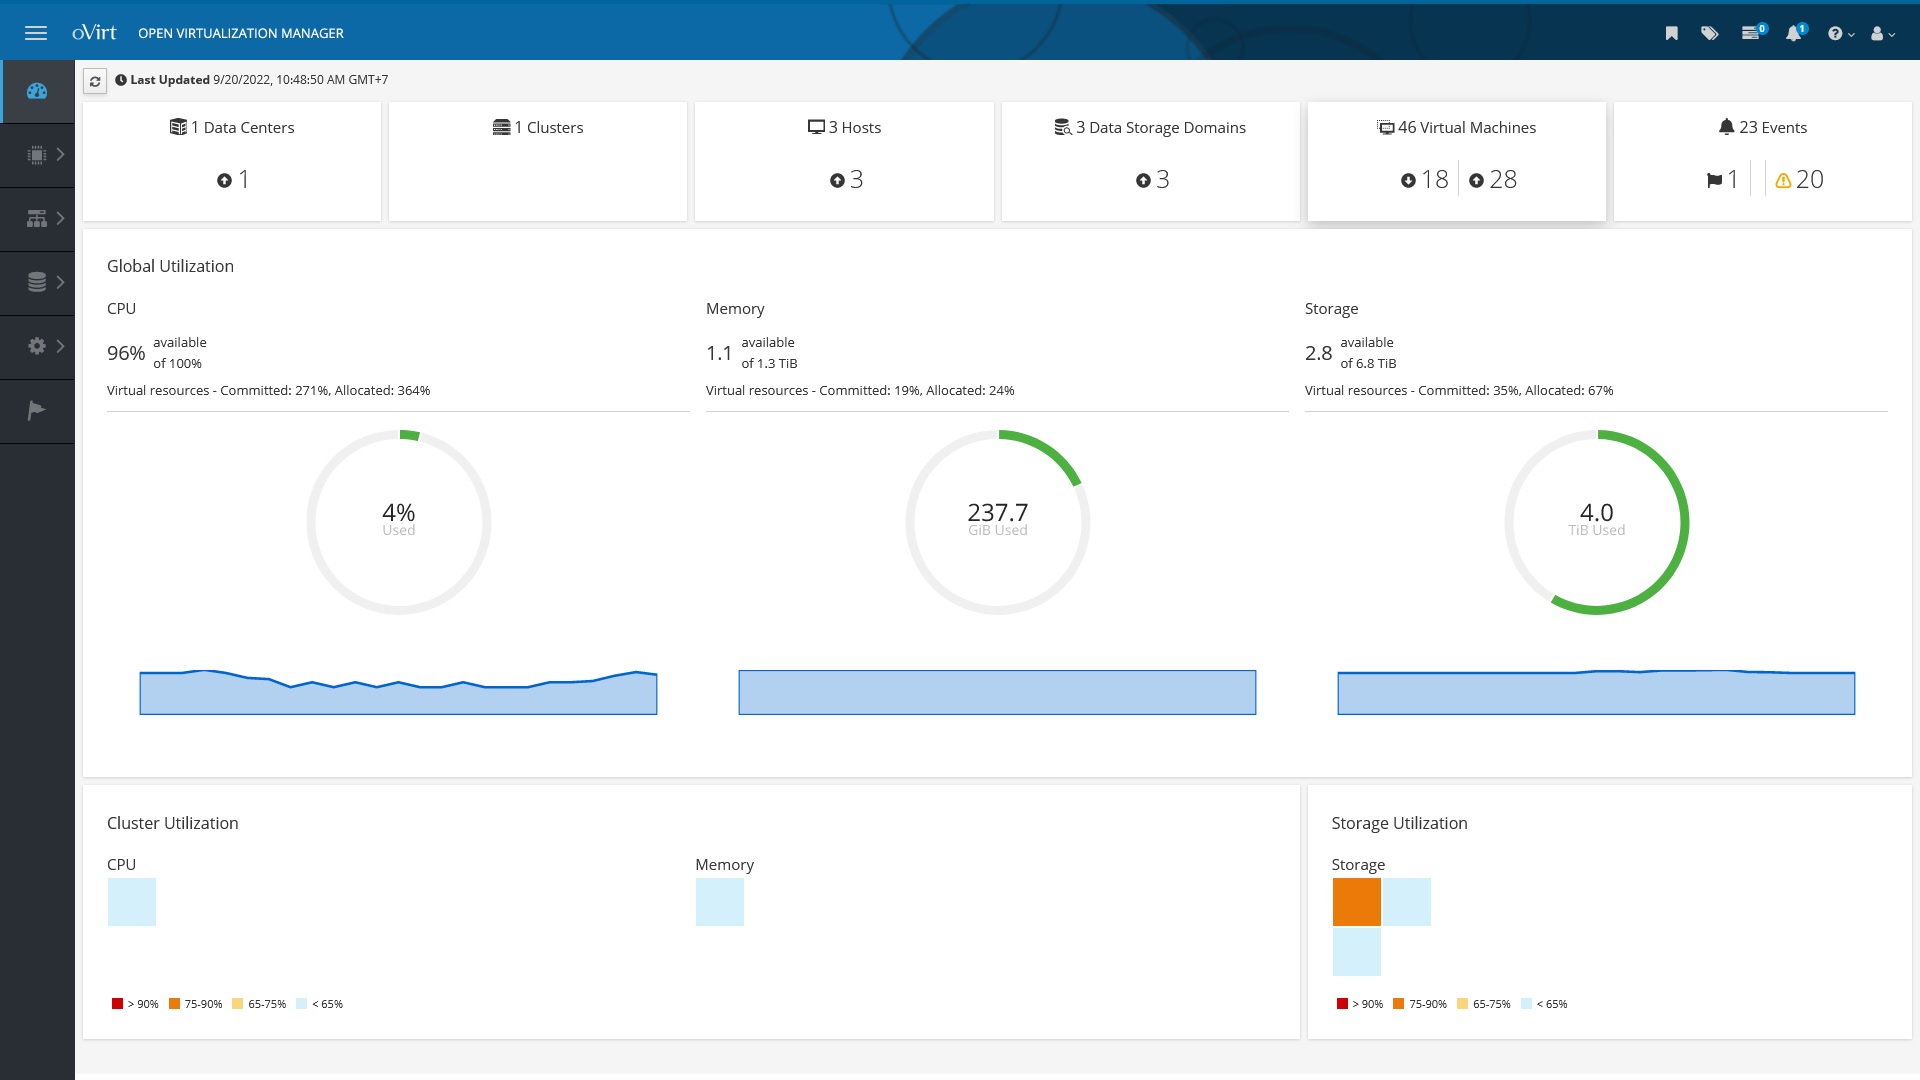 oVirt OPEN VIRTUALIZATION MANAGER 0 1
Last Updated 9/20/2022, 10:48:50 AM GMT+7
1 Data Centers
1
1 Clusters
3 Hosts
3
3 Data Storage Domains
3
46 Virtual Machines
18 28
23 Events
1 20
Global Utilization
CPU
96% available
of 100%
Virtual resources - Committed: 271%, Allocated: 364%
4%
Used
Memory
1.1 available
of 1.3 TiB
Virtual resources - Committed: 19%, Allocated: 24%
237.7
GiB Used
Storage
2.8 available
of 6.8 TiB
Virtual resources - Committed: 35%, Allocated: 67%
4.0
TiB Used
Cluster Utilization
CPU
Memory
> 90% 75-90% 65-75% < 65%
Storage Utilization
Storage
> 90% 75-90% 65-75% < 65%